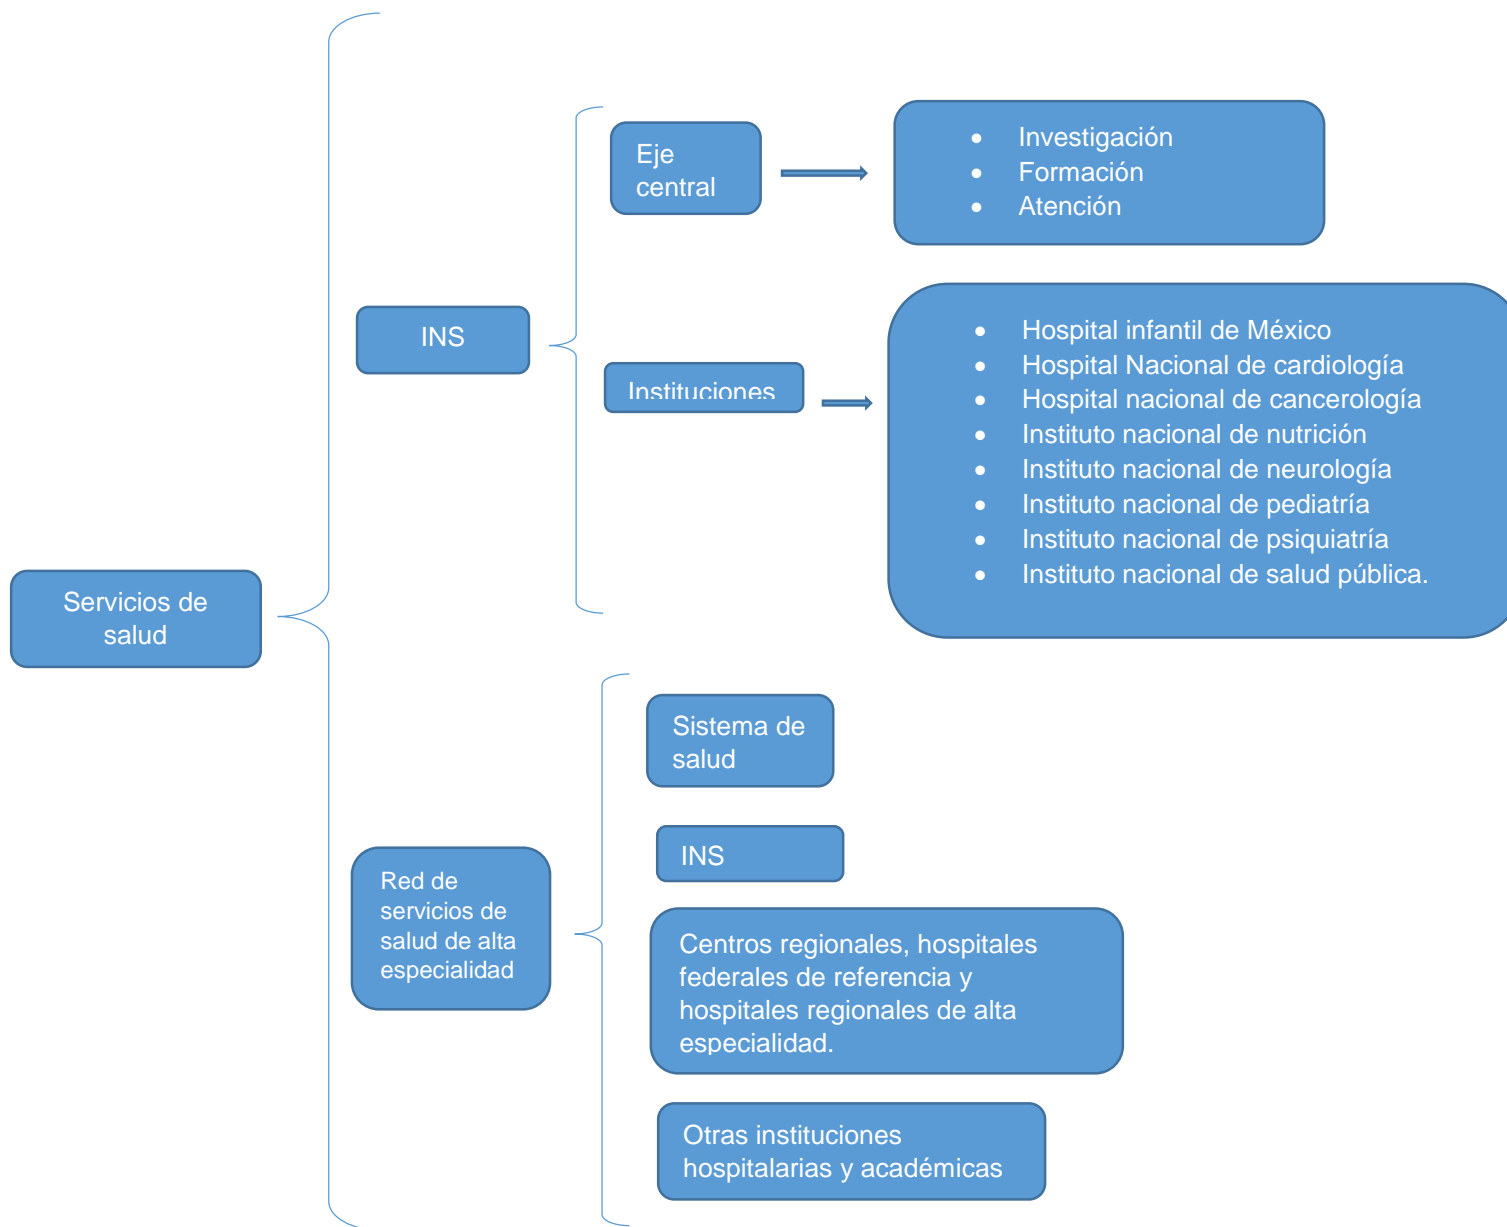 Servicios de
salud
INS
Eje
central
Investigación
Formación
Atención
Instituciones
Hospital infantil de México
Hospital Nacional de cardiología
Hospital nacional de cancerología
Instituto nacional de nutrición
Instituto nacional de neurología
Instituto nacional de pediatría
Instituto nacional de psiquiatría
Instituto nacional de salud pública.
Red de
servicios de
salud de alta
especialidad
Sistema de
salud
INS
Centros regionales, hospitales
federales de referencia y
hospitales regionales de alta
especialidad.
Otras instituciones
hospitalarias y académicas